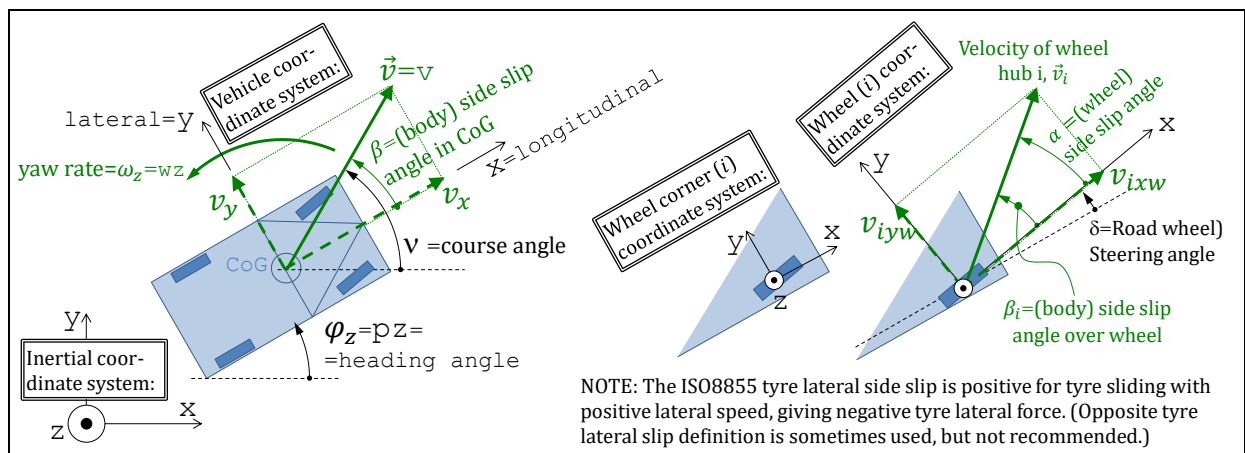 Vehicle coor-
dinate system:
v⃗=v
lateral=y
β=(body) side slip
angle in CoG
X=longitudinal
yaw rate=ω_z=wz
v_y
v_x
ν =course angle
CoG
φ_z=pz=
=heading angle
y
Inertial coor-
dinate system:
z
x
Wheel corner (i)
coordinate system:
y
x
z
Wheel (i) coor-
dinate system:
Velocity of wheel
hub i, v⃗_i
α=(wheel)
side slip angle
x
y
v_ixw
v_iyw
δ=Road wheel)
Steering angle
β_i=(body) side slip
angle over wheel
NOTE: The ISO8855 tyre lateral side slip is positive for tyre sliding with
positive lateral speed, giving negative tyre lateral force. (Opposite tyre
lateral slip definition is sometimes used, but not recommended.)